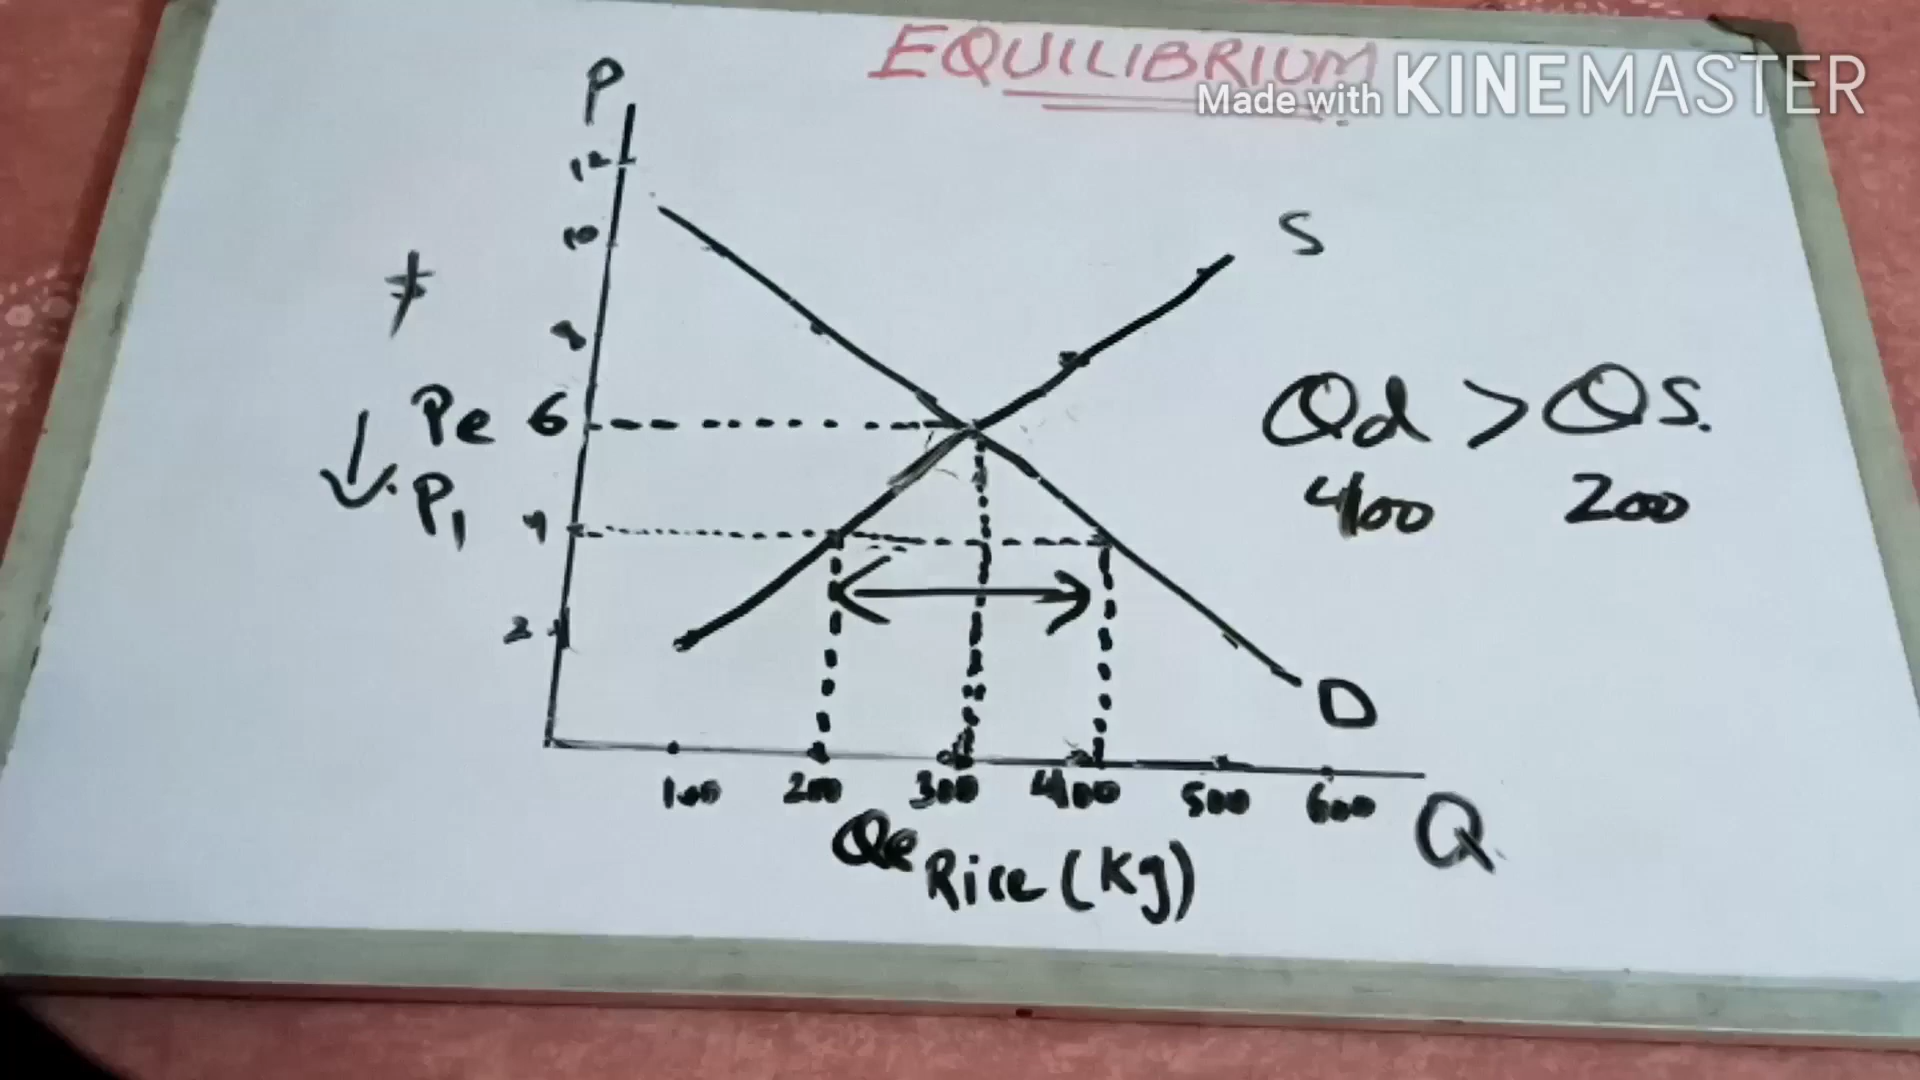 EQUILIBRIUM
Made with KINEMASTER
P
12
10
8
Pe 6
P1 4
2
S
D
Qd > QS.
400 200
100 200 300 400 500 600 Q
Qe
Rice (Kg)